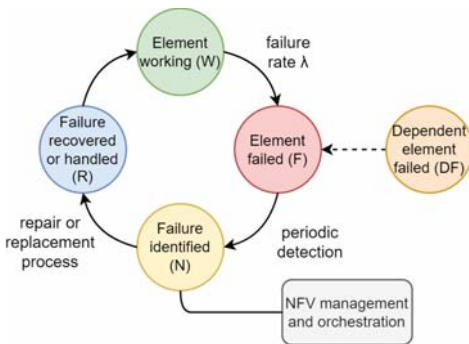 Element
working (W)
failure
rate λ
Failure
recovered
or handled
(R)
Element
failed (F)
Dependent
element
failed (DF)
repair or
replacement
process
Failure
identified
(N)
periodic
detection
NFV management
and orchestration